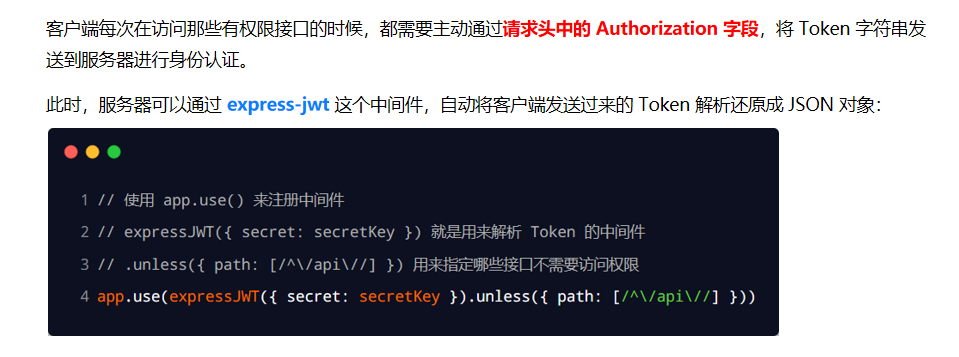 客户端每次在访问那些有权限接口的时候，都需要主动通过请求头中的 Authorization 字段，将 Token 字符串发
送到服务器进行身份认证。
此时，服务器可以通过 express-jwt 这个中间件，自动将客户端发送过来的 Token 解析还原成 JSON 对象：
1 // 使用 app.use() 来注册中间件
2 // expressJWT({ secret: secretKey }) 就是用来解析 Token 的中间件
3 // .unless({ path: [/^\/api\//] }) 用来指定哪些接口不需要访问权限
4 app.use(expressJWT({ secret: secretKey }).unless({ path: [/^\/api\//] }))